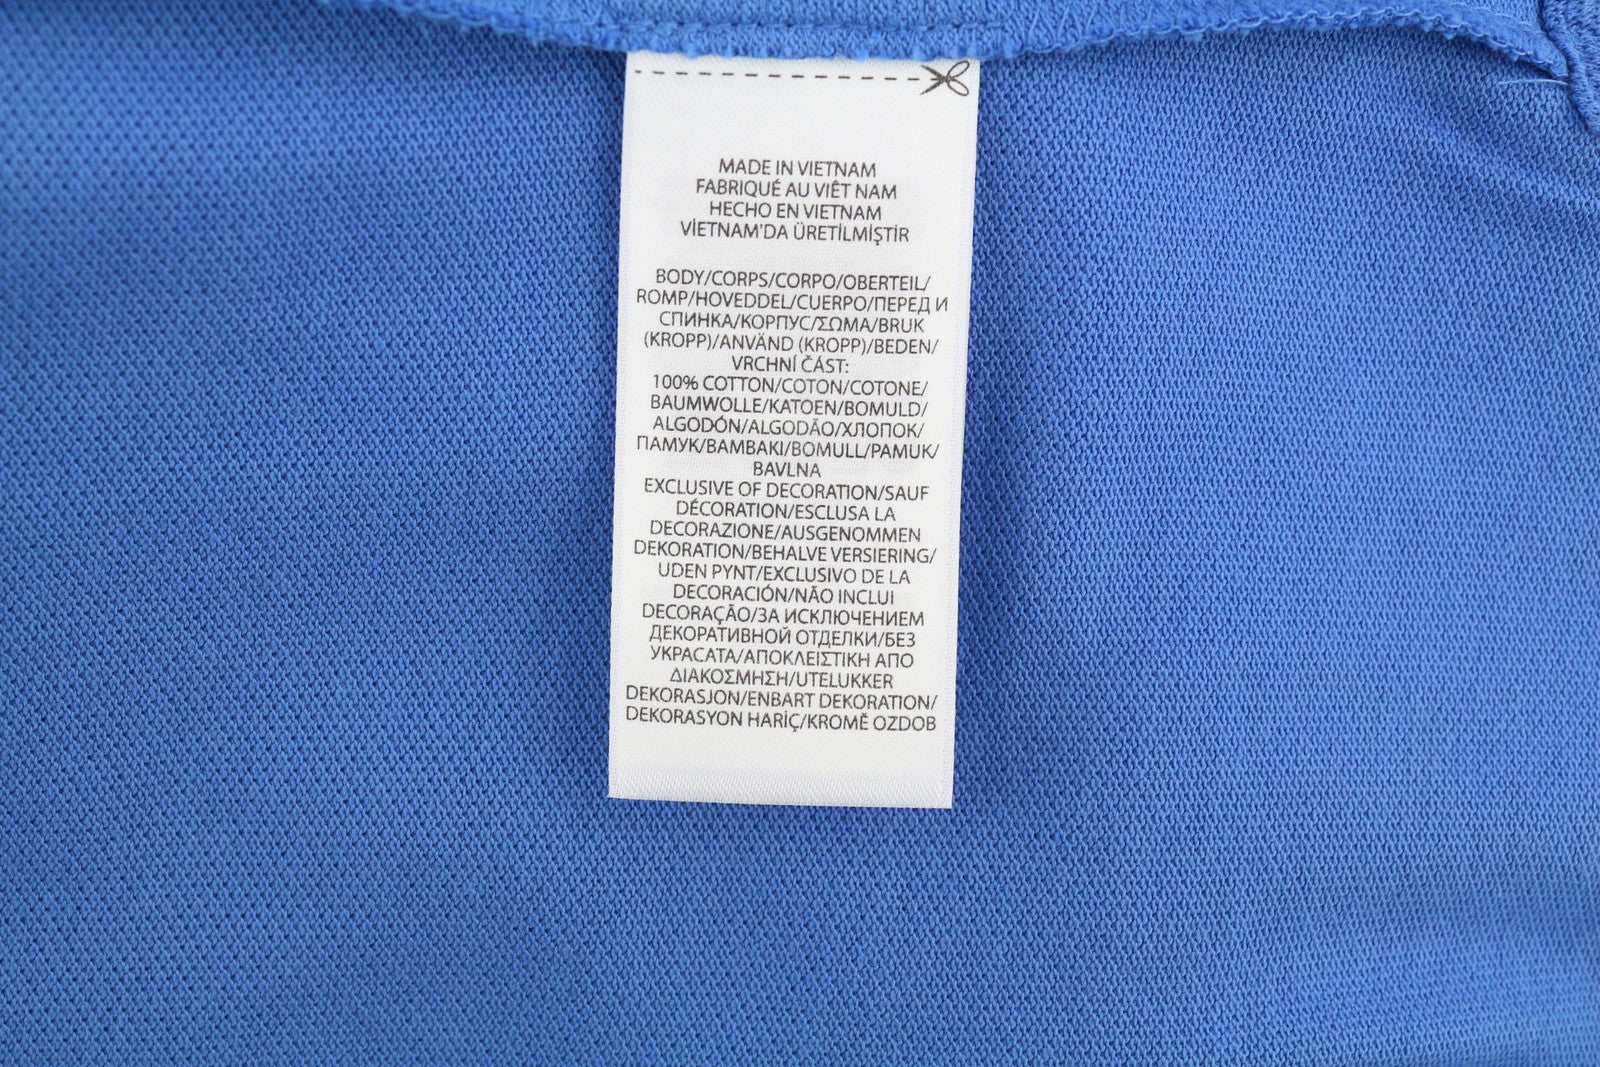 MADE IN VIETNAM
FABRIQUÉ AU VIÊT NAM
HECHO EN VIETNAM
VİETNAM'DA ÜRETİLMİŞTİR
BODY/CORPS/CORPO/OBERTEIL/
ROMP/HOVEDDEL/CUERPO/ПЕРЕД И
СПИНКА/КОРПУС/ΣΩΜΑ/BRUK
(KROPP)/ANVÄND (KROPP)/BEDEN/
VRCHNÍ ČÁST:
100% COTTON/COTON/COTONE/
BAUMWOLLE/KATOEN/BOMULD/
ALGODÓN/ALGODÃO/ХЛОПОК/
ПАМУК/ΒΑΜΒΑΚΙ/BOMULL/PAMUK/
BAVLNA
EXCLUSIVE OF DECORATION/SAUF
DÉCORATION/ESCLUSA LA
DECORAZIONE/AUSGENOMMEN
DEKORATION/BEHALVE VERSIERING/
UDEN PYNT/EXCLUSIVO DE LA
DECORACIÓN/NÃO INCLUI
DECORAÇÃO/ЗА ИСКЛЮЧЕНИЕМ
ДЕКОРАТИВНОЙ ОТДЕЛКИ/БЕЗ
УКРАСАТА/ΑΠΟΚΛΕΙΣΤΙΚΗ ΑΠΟ
ΔΙΑΚΟΣΜΗΣΗ/UTELUKKER
DEKORASJON/ENBART DEKORATION/
DEKORASYON HARİÇ/KROMĚ OZDOB